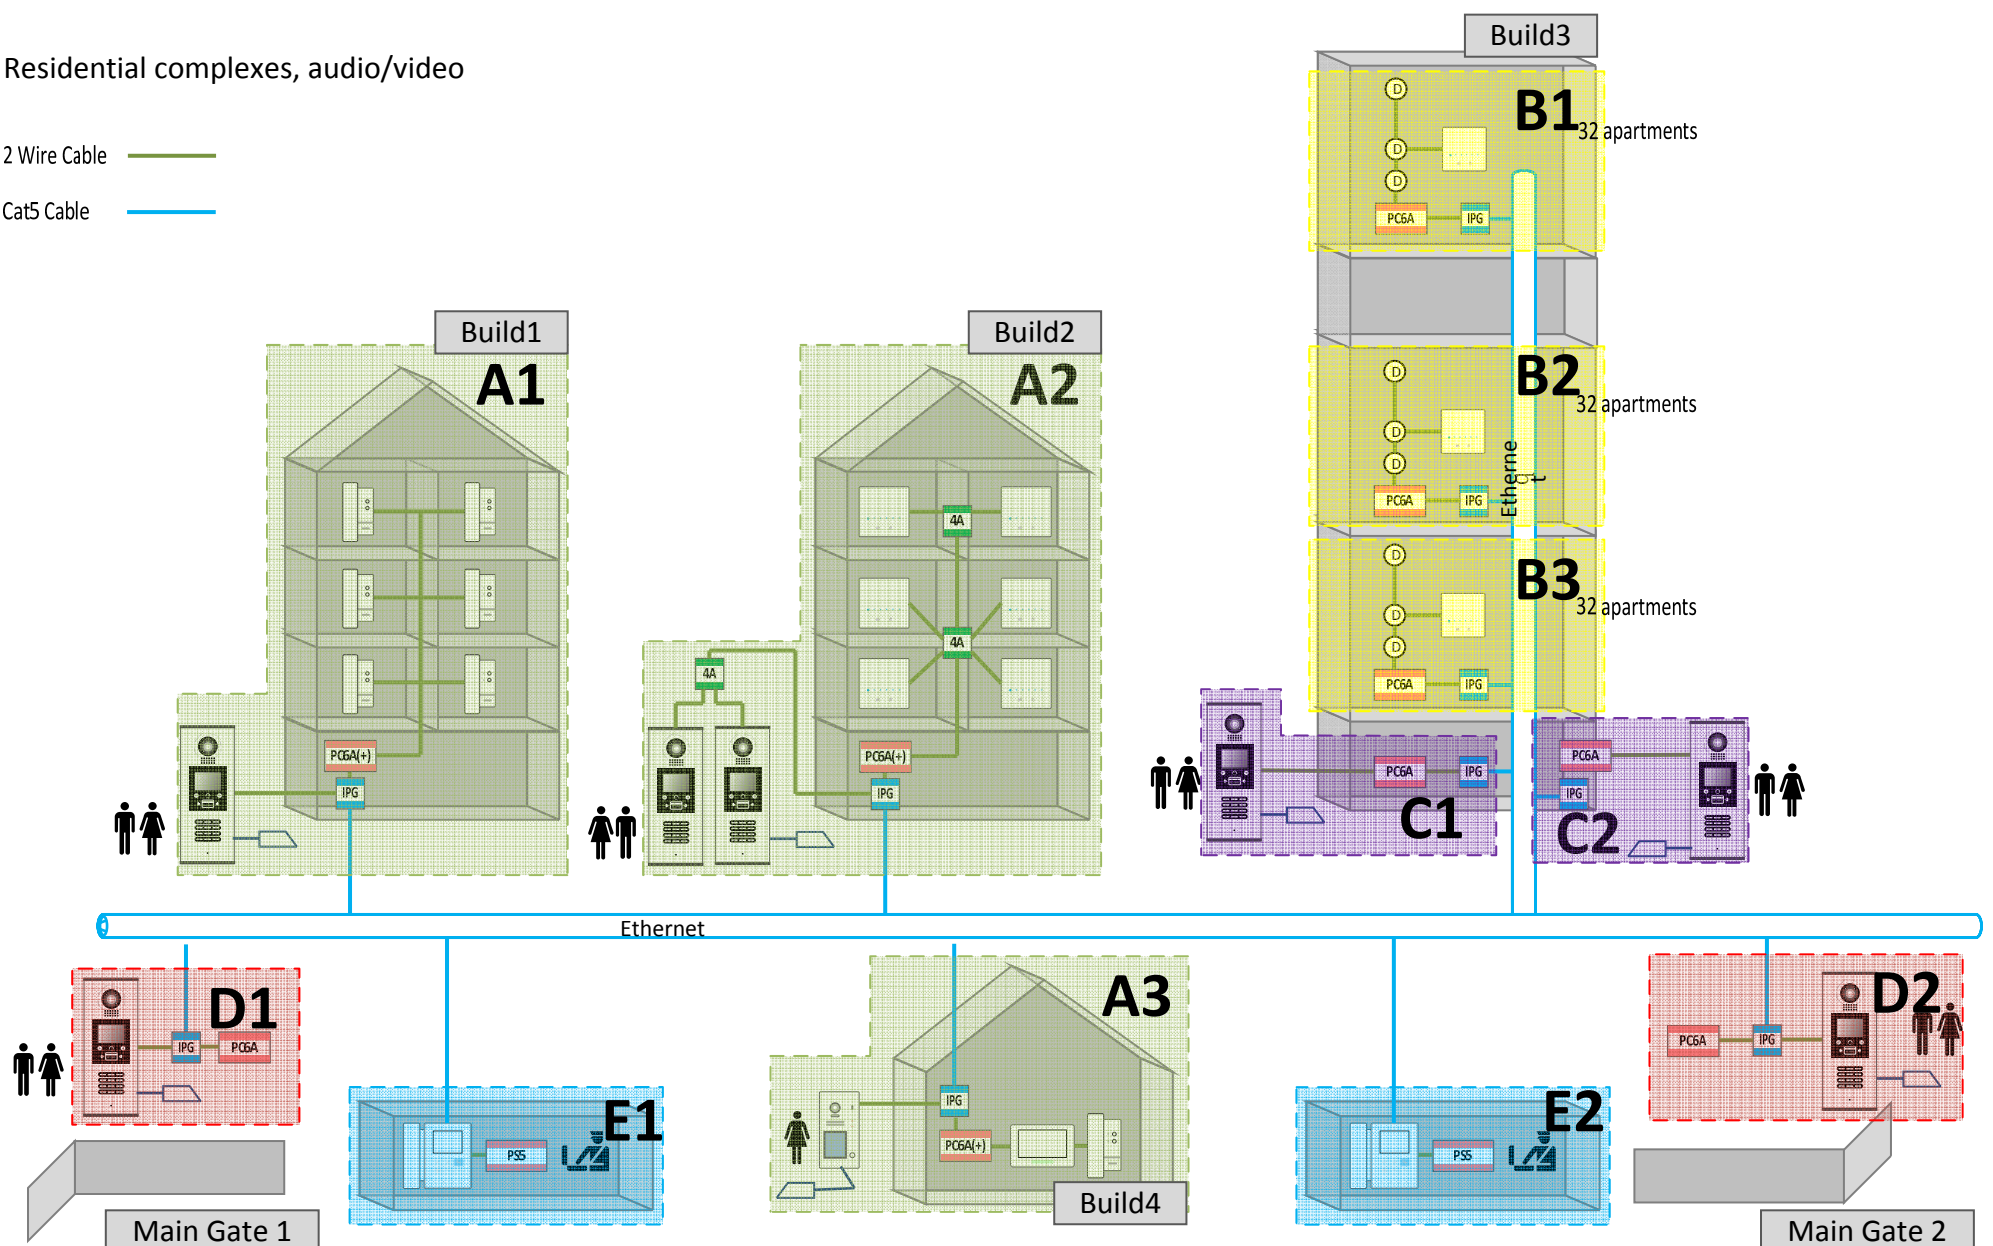 Residential complexes, audio/video
2 Wire Cable
Cat5 Cable
Build3
B1
32 apartments
D
D
D
PC6A
IPG
Build1
A1
Build2
A2
B2
32 apartments
D
D
D
PC6A
IPG
Etherne
t
4A
4A
4A
B3
32 apartments
D
D
D
PC6A
IPG
PC6A(+)
IPG
PC6A(+)
IPG
PC6A
IPG
C1
PC6A
IPG
C2
Ethernet
D1
IPG
PC6A
A3
IPG
PC6A(+)
Build4
D2
PC6A
IPG
E1
PS5
E2
PS5
Main Gate 1
Main Gate 2